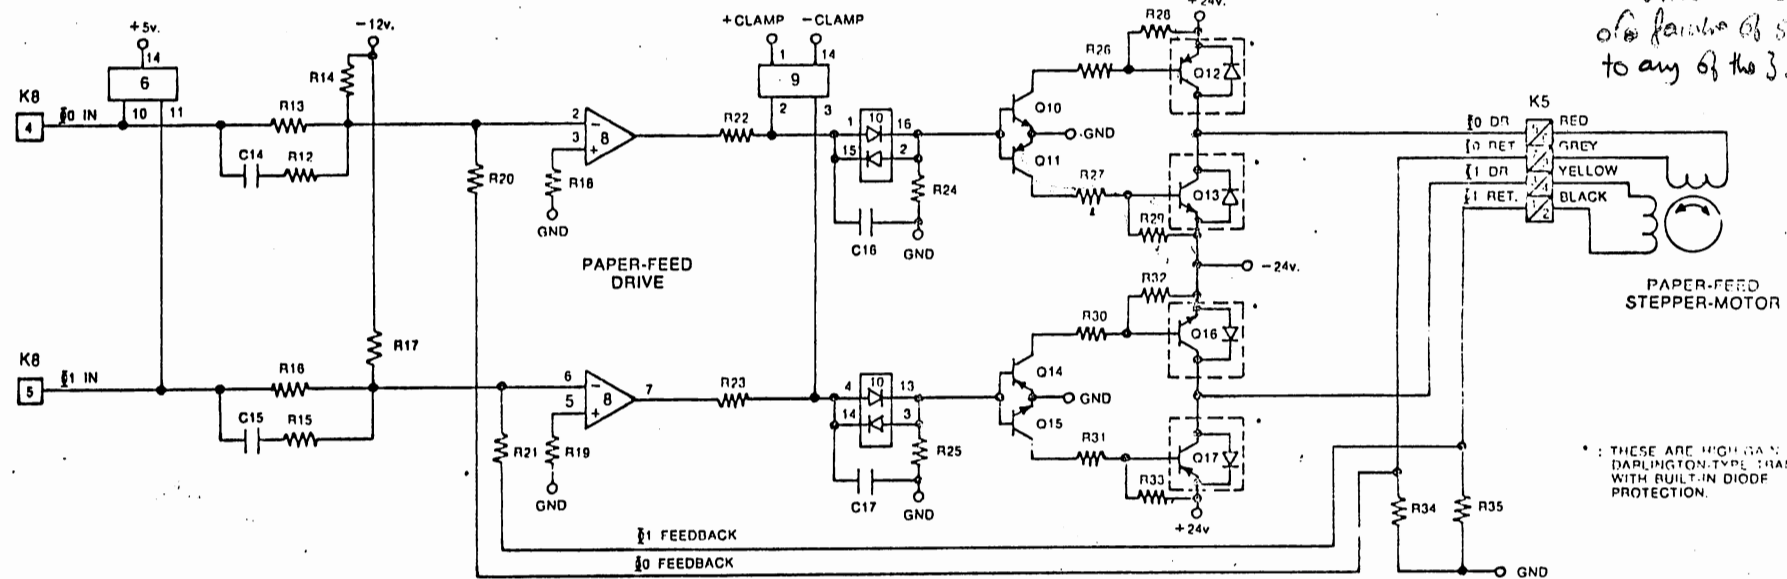 +5v.
-12v.
+CLAMP -CLAMP
+24v.
of
to any of the 3
14
6
10 11
K8
4
Φ0 IN
R13
R14
C14 R12
R20
2
3
8
R18
GND
R22
1 14
9
2 3
1 10 16
15 2
R24
C16
GND
Q10
Q11
GND
R26
R28
Q12
R27
R29
Q13
-24v.
K5
Φ0 DR RED
Φ0 RET GREY
Φ1 DR YELLOW
Φ1 RET. BLACK
PAPER-FEED
STEPPER-MOTOR
PAPER-FEED
DRIVE
K8
5
Φ1 IN
R16
R17
C15 R15
R21
6
5
8
7
R19
GND
R23
4 10 13
14 3
R25
C17
GND
Q14
Q15
GND
R30
R32
Q16
R31
R33
Q17
+24v
* : THESE ARE HIGH GAIN
DARLINGTON-TYPE TRA
WITH BUILT-IN DIODE
PROTECTION.
R34
R35
GND
Φ1 FEEDBACK
Φ0 FEEDBACK